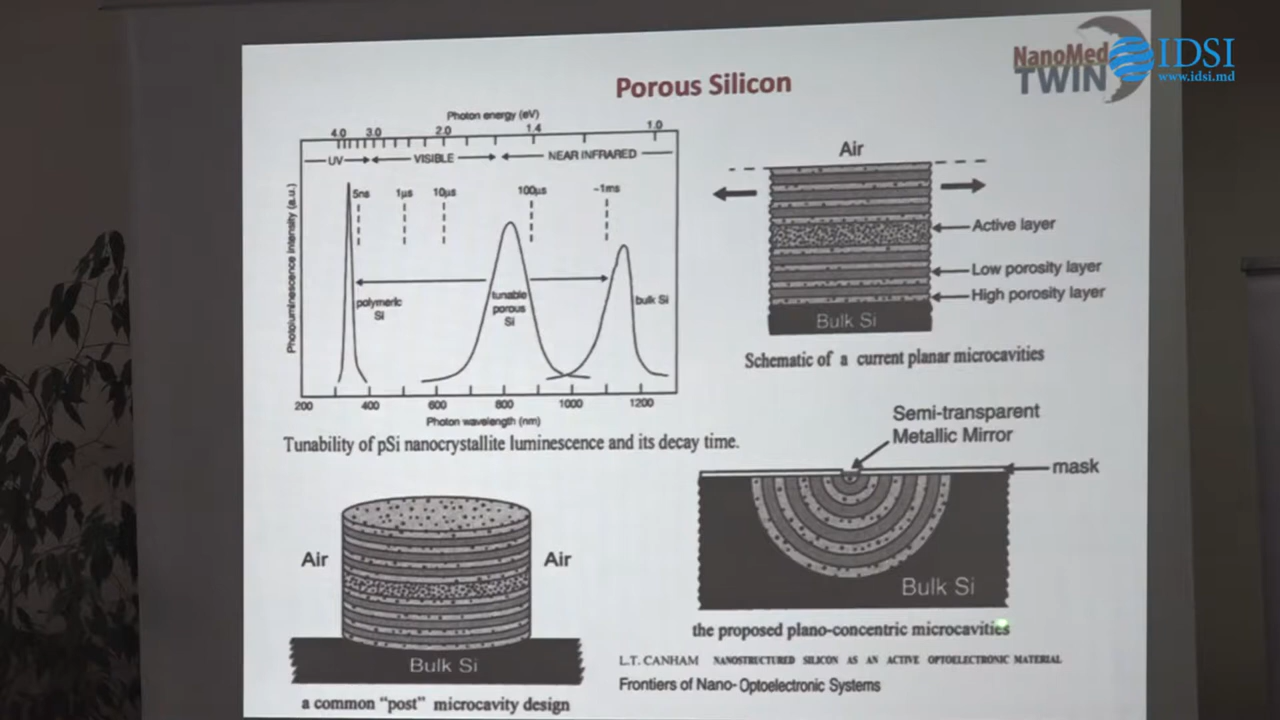 NanoMed
TWIN
IDSI
www.idsi.md
Porous Silicon
Photon energy (eV)
4.0 3.0 2.0 1.4 1.0
UV VISIBLE NEAR INFRARED
5ns 1µs 10µs 100µs ~1ms
Photoluminescence intensity (a.u.)
polymeric
Si
tunable
porous
Si
bulk Si
200 400 600 800 1000 1200
Photon wavelength (nm)
Tunability of pSi nanocrystallite luminescence and its decay time.
Air
Active layer
Low porosity layer
High porosity layer
Bulk Si
Schematic of a current planar microcavities
Air Air
Bulk Si
a common "post" microcavity design
Semi-transparent
Metallic Mirror
mask
Bulk Si
the proposed plano-concentric microcavities
L.T. CANHAM NANOSTRUCTURED SILICON AS AN ACTIVE OPTOELECTRONIC MATERIAL
Frontiers of Nano-Optoelectronic Systems